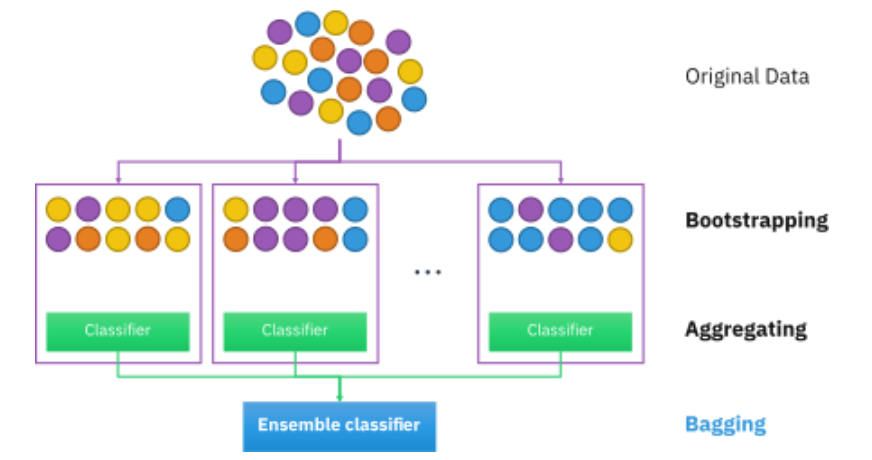 Original Data
Bootstrapping
...
Classifier
Classifier
Classifier
Aggregating
Ensemble classifier
Bagging